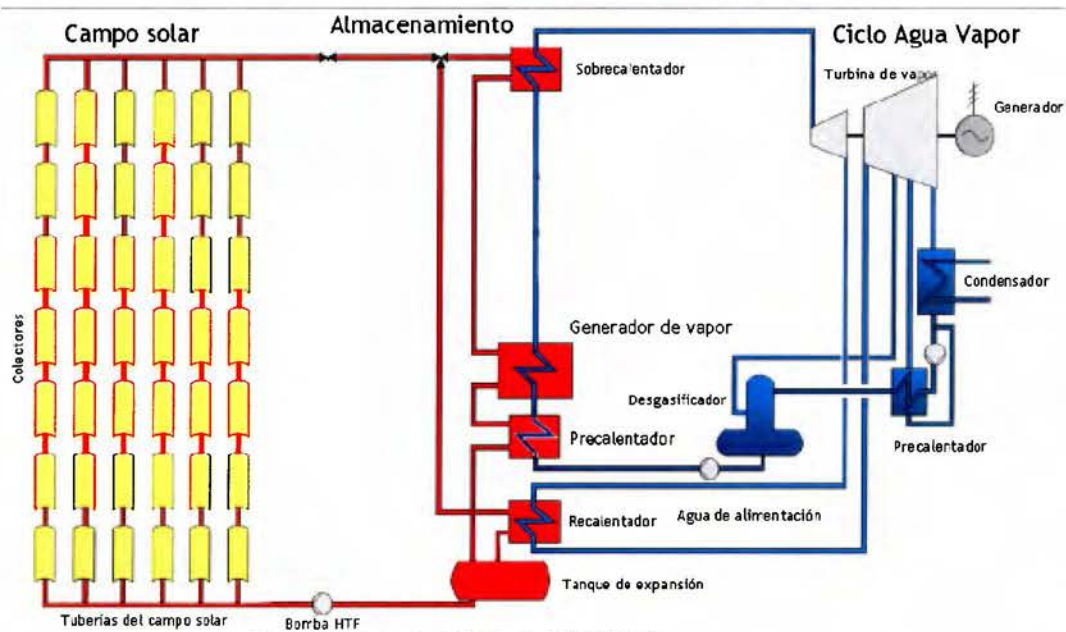 Campo solar
Almacenamiento
Ciclo Agua Vapor
Sobrecalentador
Turbina de vapor
Generador
Condensador
Colectores
Generador de vapor
Desgasificador
Precalentador
Precalentador
Recalentador
Agua de alimentación
Tanque de expansión
Tuberías del campo solar
Bomba HTF